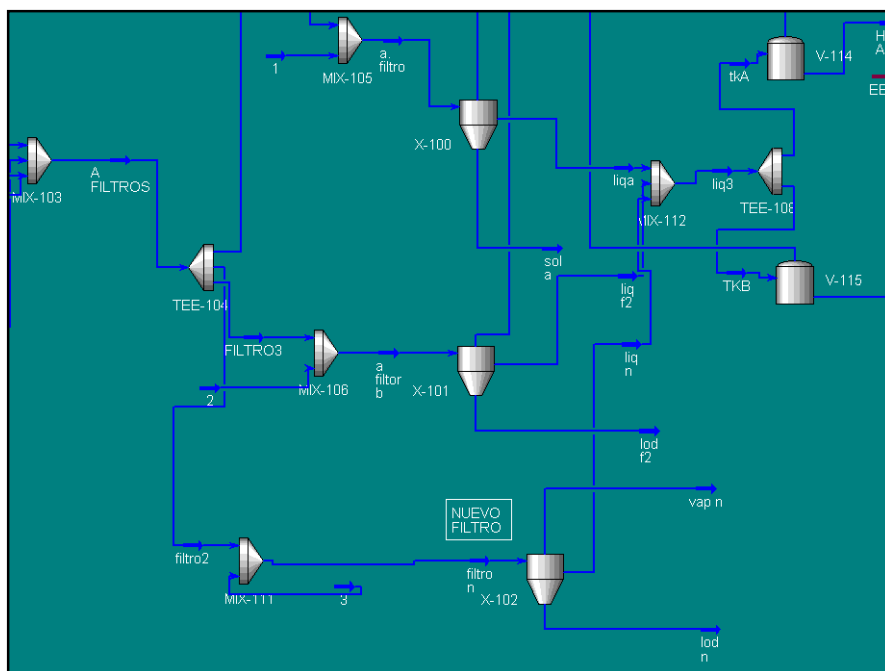 H
A
V-114
EB
tkA
a.
filtro
1
MIX-105
X-100
A
FILTROS
MIX-103
liqa
MIX-112
liq3
TEE-108
sol
a
TKB
V-115
TEE-104
liq
f2
FILTRO3
2
MIX-106
a
filtor
b
X-101
liq
n
lod
f2
NUEVO
FILTRO
vap n
filtro2
MIX-111
3
filtro
n
X-102
lod
n